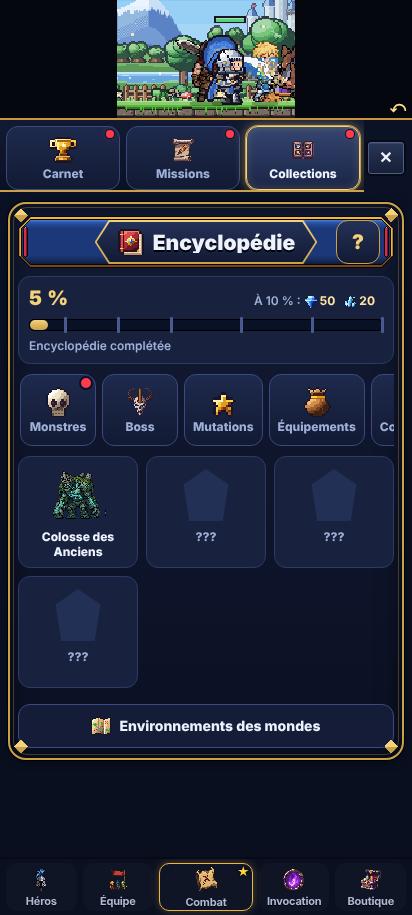 Carnet
Missions
Collections
×
Encyclopédie
?
5 %
À 10 % : 50 20
Encyclopédie complétée
Monstres
Boss
Mutations
Équipements
Co
Colosse des
Anciens
???
???
???
Environnements des mondes
Héros
Équipe
Combat
Invocation
Boutique